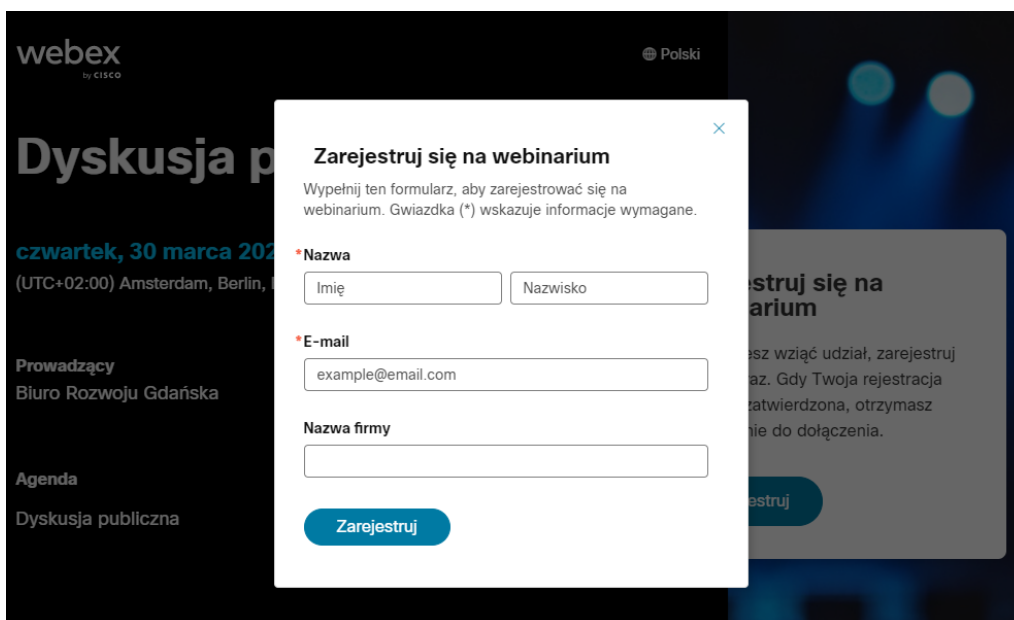 webex
by CISCO
Polski
Dyskusja p
czwartek, 30 marca 202
(UTC+02:00) Amsterdam, Berlin,
Prowadzący
Biuro Rozwoju Gdańska
Agenda
Dyskusja publiczna
Zarejestruj się na webinarium
Wypełnij ten formularz, aby zarejestrować się na
webinarium. Gwiazdka (*) wskazuje informacje wymagane.
*Nazwa
Imię
Nazwisko
*E-mail
example@email.com
Nazwa firmy
Zarejestruj
estruj się na
arium
esz wziąć udział, zarejestruj
raz. Gdy Twoja rejestracja
zatwierdzona, otrzymasz
nie do dołączenia.
estruj